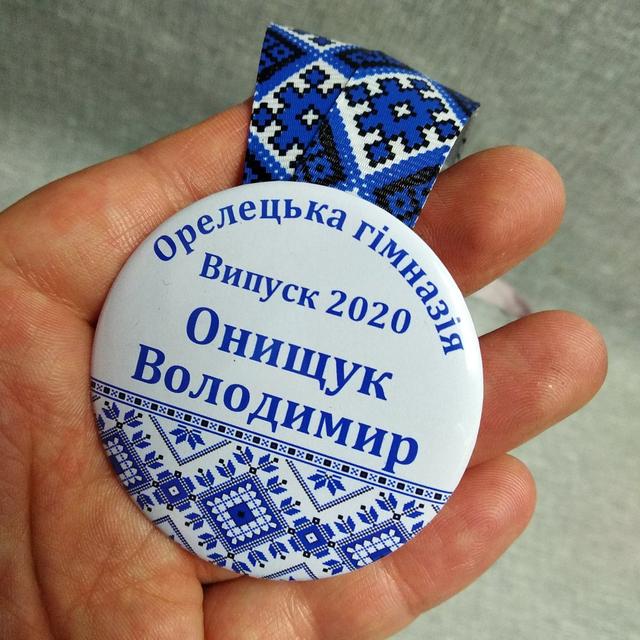 Орелецька гімназія
Випуск 2020
Онищук
Володимир